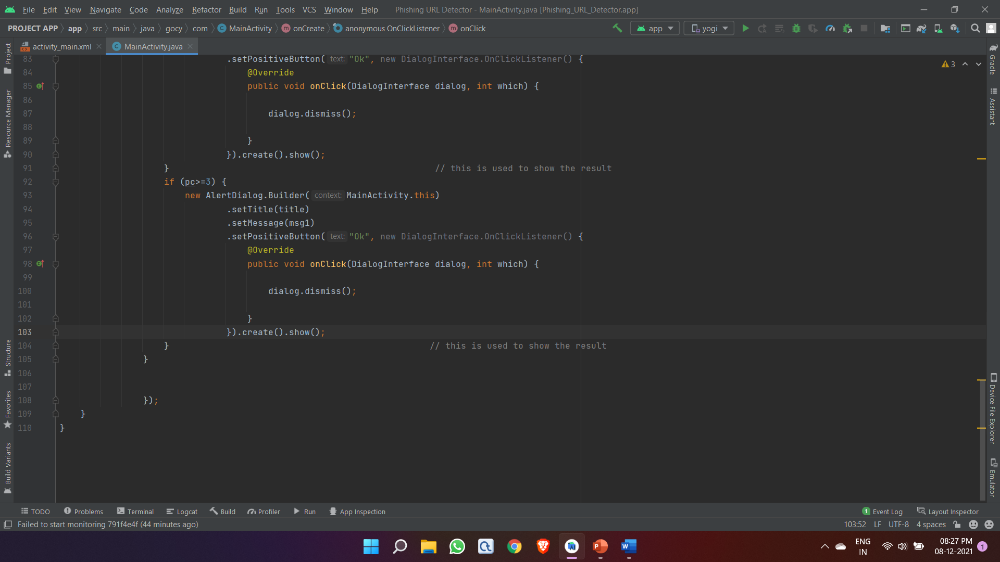 File Edit View Navigate Code Analyze Refactor Build Run Tools VCS Window Help Phishing URL Detector - MainActivity.java [Phishing_URL_Detector.app]
PROJECT APP app src main java gocy com MainActivity onCreate anonymous OnClickListener onClick app yogi
activity_main.xml MainActivity.java
83 .setPositiveButton( text: "Ok", new DialogInterface.OnClickListener() {
84 @Override
85 public void onClick(DialogInterface dialog, int which) {
86
87 dialog.dismiss();
88
89 }
90 }).create().show();
91 } // this is used to show the result
92 if (pc>=3) {
93 new AlertDialog.Builder( context: MainActivity.this)
94 .setTitle(title)
95 .setMessage(msg1)
96 .setPositiveButton( text: "Ok", new DialogInterface.OnClickListener() {
97 @Override
98 public void onClick(DialogInterface dialog, int which) {
99
100 dialog.dismiss();
101
102 }
103 }).create().show();
104 } // this is used to show the result
105 }
106
107
108 });
109 }
110 }
3
Project
Resource Manager
Structure
Favorites
Build Variants
Gradle
Assistant
Device File Explorer
Emulator
TODO Problems Terminal Logcat Build Profiler Run App Inspection 1 Event Log Layout Inspector
Failed to start monitoring 791f4e4f (44 minutes ago) 103:52 LF UTF-8 4 spaces
ENG
IN
08:27 PM
08-12-2021
1